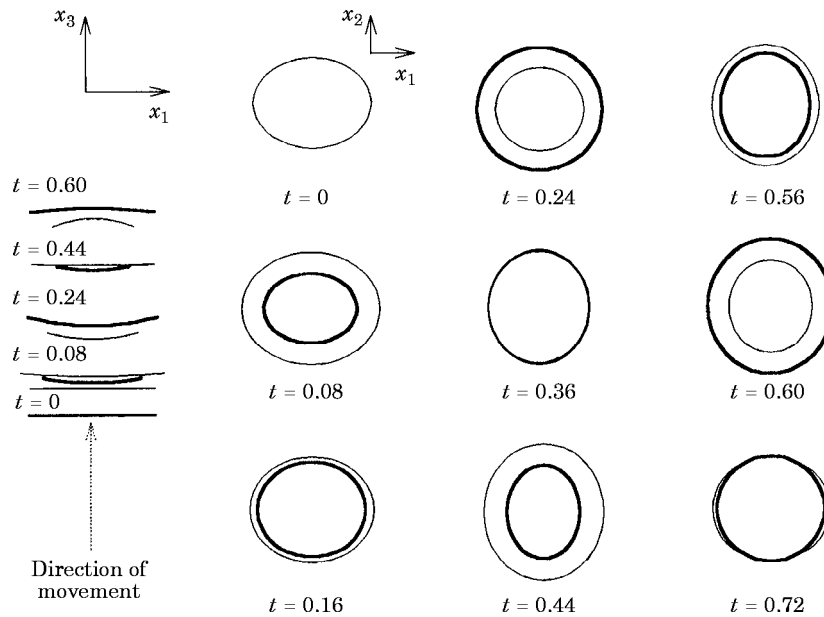 x₃
x₁
x₂
x₁
t = 0.60
t = 0.44
t = 0.24
t = 0.08
t = 0
Direction of
movement
t = 0
t = 0.24
t = 0.56
t = 0.08
t = 0.36
t = 0.60
t = 0.16
t = 0.44
t = 0.72